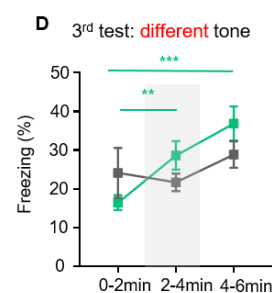 D 3rd test: different tone
***
**
Freezing (%)
50
40
30
20
10
0
0-2min 2-4min 4-6min